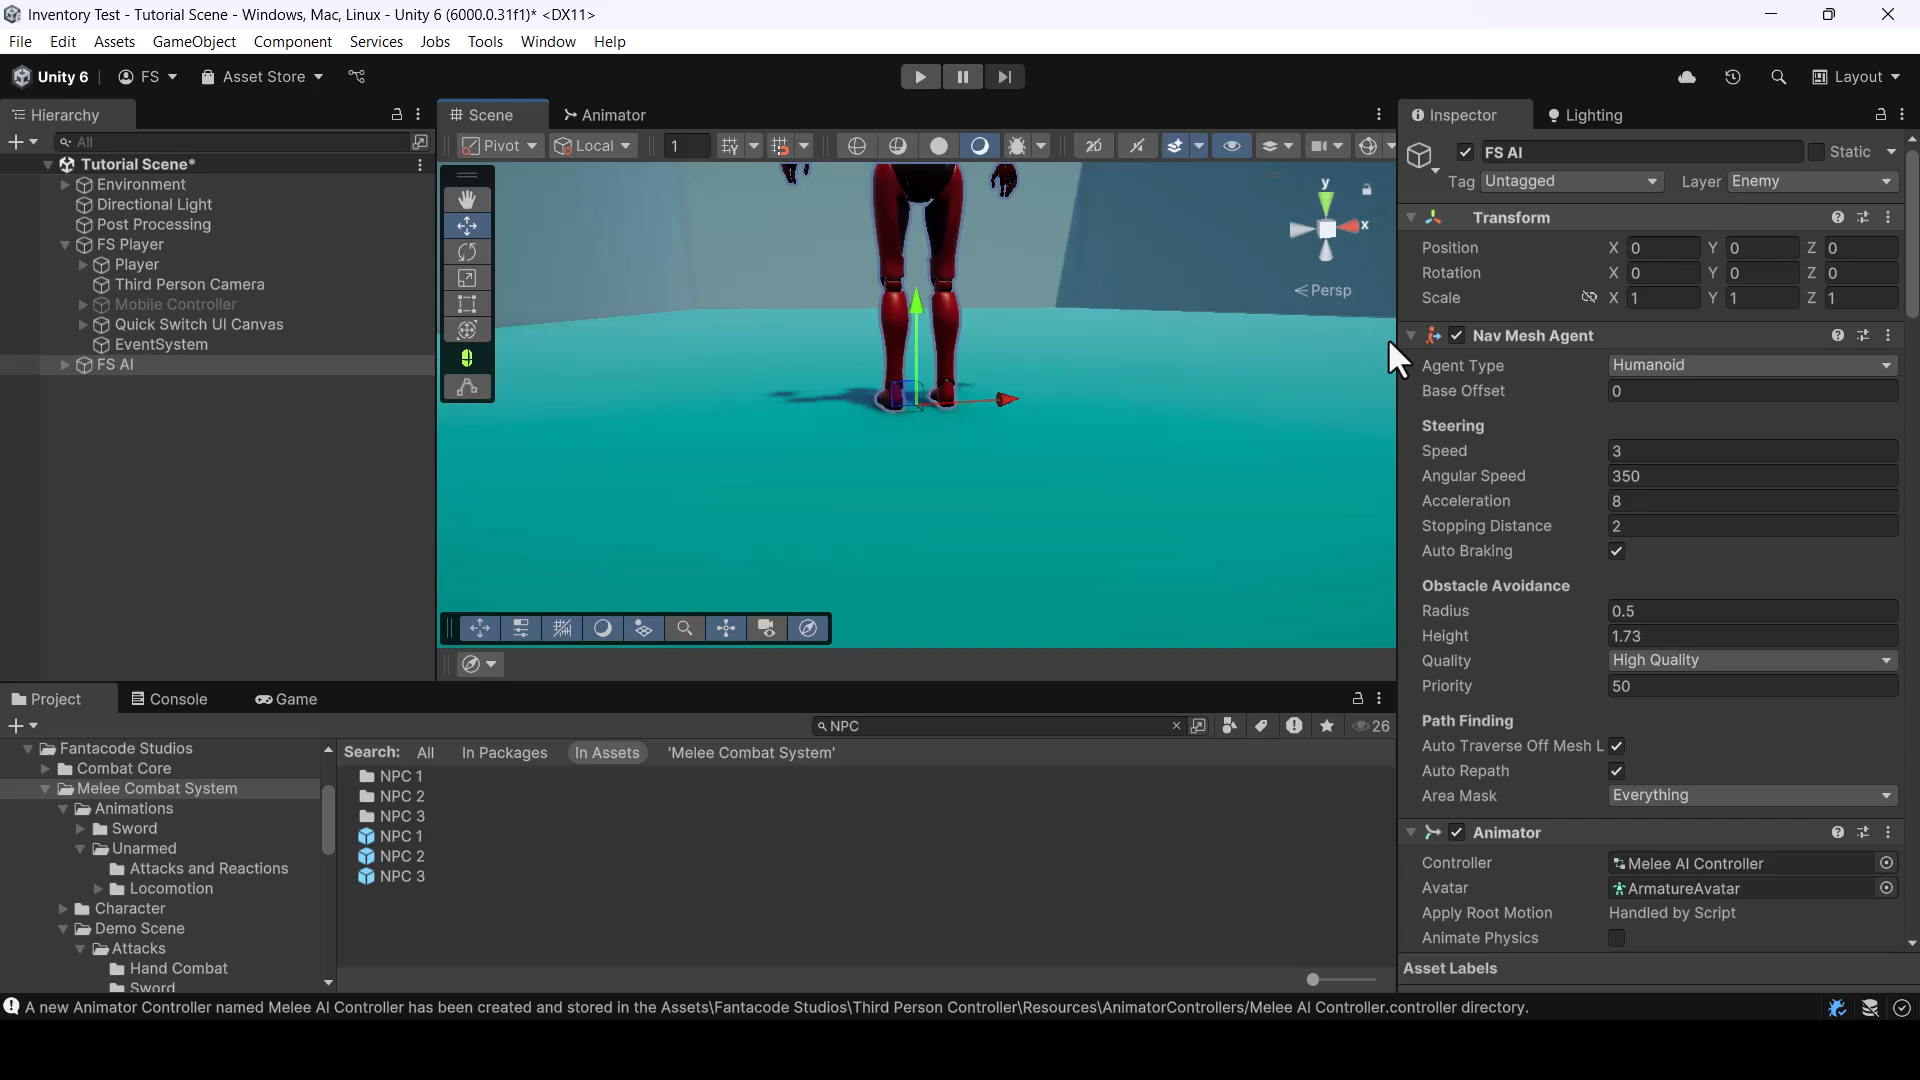 Inventory Test - Tutorial Scene - Windows, Mac, Linux - Unity 6 (6000.0.31f1)* <DX11>
File Edit Assets GameObject Component Services Jobs Tools Window Help
Unity 6 FS Asset Store Layout
Hierarchy
All
Tutorial Scene*
Environment
Directional Light
Post Processing
FS Player
Player
Third Person Camera
Mobile Controller
Quick Switch UI Canvas
EventSystem
FS AI
Scene Animator
Pivot Local 1 2D
y
x
Persp
Inspector Lighting
FS AI Static
Tag Untagged Layer Enemy
Transform
Position X 0 Y 0 Z 0
Rotation X 0 Y 0 Z 0
Scale X 1 Y 1 Z 1
Nav Mesh Agent
Agent Type Humanoid
Base Offset 0
Steering
Speed 3
Angular Speed 350
Acceleration 8
Stopping Distance 2
Auto Braking
Obstacle Avoidance
Radius 0.5
Height 1.73
Quality High Quality
Priority 50
Path Finding
Auto Traverse Off Mesh L
Auto Repath
Area Mask Everything
Animator
Controller Melee AI Controller
Avatar ArmatureAvatar
Apply Root Motion Handled by Script
Animate Physics
Asset Labels
Project Console Game
NPC 26
Fantacode Studios
Combat Core
Melee Combat System
Animations
Sword
Unarmed
Attacks and Reactions
Locomotion
Character
Demo Scene
Attacks
Hand Combat
Sword
Search: All In Packages In Assets 'Melee Combat System'
NPC 1
NPC 2
NPC 3
NPC 1
NPC 2
NPC 3
A new Animator Controller named Melee AI Controller has been created and stored in the Assets\Fantacode Studios\Third Person Controller\Resources\AnimatorControllers/Melee AI Controller.controller directory.